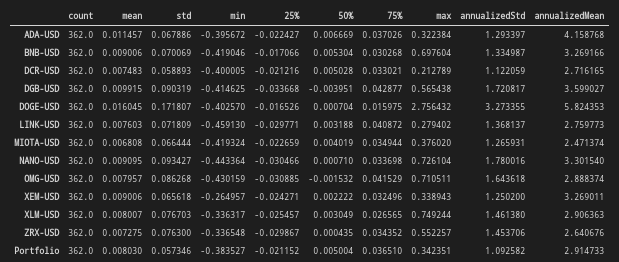 count mean std min 25% 50% 75% max annualizedStd annualizedMean
ADA-USD 362.0 0.011457 0.067886 -0.395672 -0.022427 0.006669 0.037026 0.322384 1.293397 4.158768
BNB-USD 362.0 0.009006 0.070069 -0.419046 -0.017066 0.005304 0.030268 0.697604 1.334987 3.269166
DCR-USD 362.0 0.007483 0.058893 -0.400005 -0.021216 0.005028 0.033021 0.212789 1.122059 2.716165
DGB-USD 362.0 0.009915 0.090319 -0.414625 -0.033668 -0.003951 0.042877 0.565438 1.720817 3.599027
DOGE-USD 362.0 0.016045 0.171807 -0.402570 -0.016526 0.000704 0.015975 2.756432 3.273355 5.824353
LINK-USD 362.0 0.007603 0.071809 -0.459130 -0.029771 0.003188 0.040872 0.279402 1.368137 2.759773
MIOTA-USD 362.0 0.006808 0.066444 -0.419324 -0.022659 0.004019 0.034944 0.376020 1.265931 2.471374
NANO-USD 362.0 0.009095 0.093427 -0.443364 -0.030466 0.000710 0.033698 0.726104 1.780016 3.301540
OMG-USD 362.0 0.007957 0.086268 -0.430159 -0.030885 -0.001532 0.041529 0.710511 1.643618 2.888374
XEM-USD 362.0 0.009006 0.065618 -0.264957 -0.024271 0.002222 0.032496 0.338943 1.250200 3.269011
XLM-USD 362.0 0.008007 0.076703 -0.336317 -0.025457 0.003049 0.026565 0.749244 1.461380 2.906363
ZRX-USD 362.0 0.007275 0.076300 -0.336548 -0.029867 0.000435 0.034352 0.552257 1.453706 2.640676
Portfolio 362.0 0.008030 0.057346 -0.383527 -0.021152 0.005004 0.036510 0.342351 1.092582 2.914733